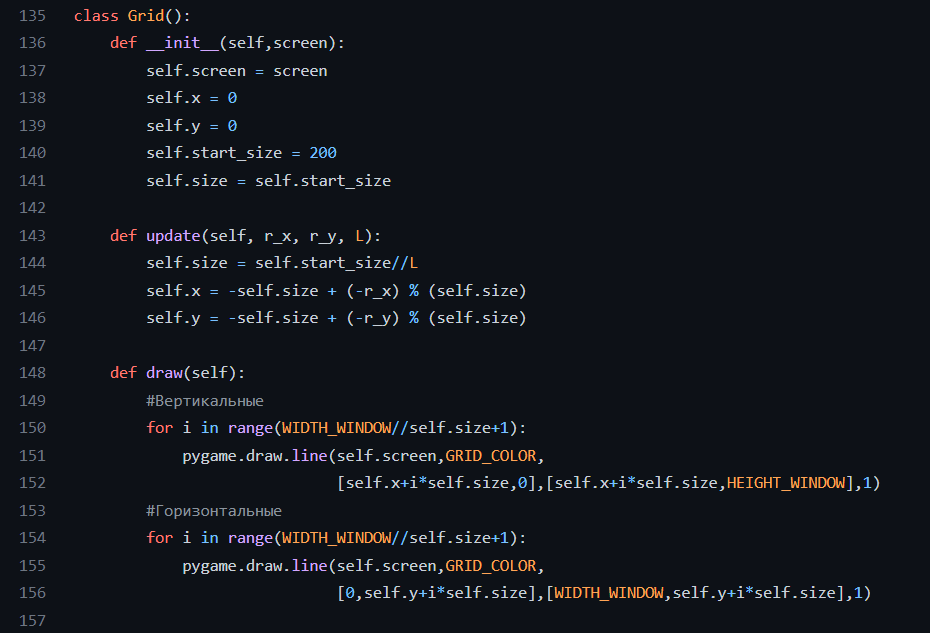 135 class Grid():
136     def __init__(self,screen):
137         self.screen = screen
138         self.x = 0
139         self.y = 0
140         self.start_size = 200
141         self.size = self.start_size
142
143     def update(self, r_x, r_y, L):
144         self.size = self.start_size//L
145         self.x = -self.size + (-r_x) % (self.size)
146         self.y = -self.size + (-r_y) % (self.size)
147
148     def draw(self):
149         #Вертикальные
150         for i in range(WIDTH_WINDOW//self.size+1):
151             pygame.draw.line(self.screen,GRID_COLOR,
152                              [self.x+i*self.size,0],[self.x+i*self.size,HEIGHT_WINDOW],1)
153         #Горизонтальные
154         for i in range(WIDTH_WINDOW//self.size+1):
155             pygame.draw.line(self.screen,GRID_COLOR,
156                              [0,self.y+i*self.size],[WIDTH_WINDOW,self.y+i*self.size],1)
157